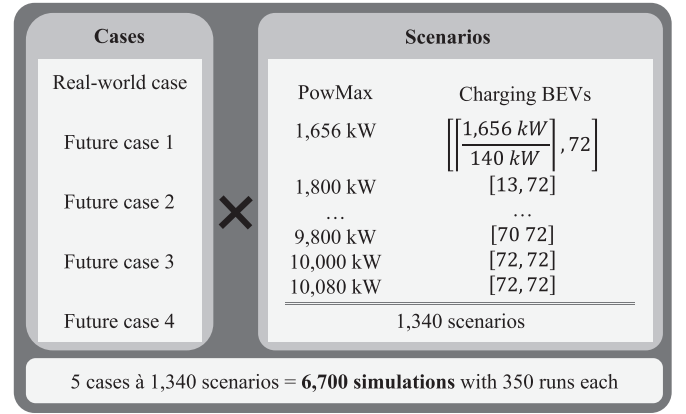 Cases
Real-world case
Future case 1
Future case 2
Future case 3
Future case 4
×
Scenarios
PowMax Charging BEVs
1,656 kW [⌈1,656 kW / 140 kW⌉, 72]
1,800 kW [13, 72]
… …
9,800 kW [70 72]
10,000 kW [72, 72]
10,080 kW [72, 72]
1,340 scenarios
5 cases à 1,340 scenarios = 6,700 simulations with 350 runs each